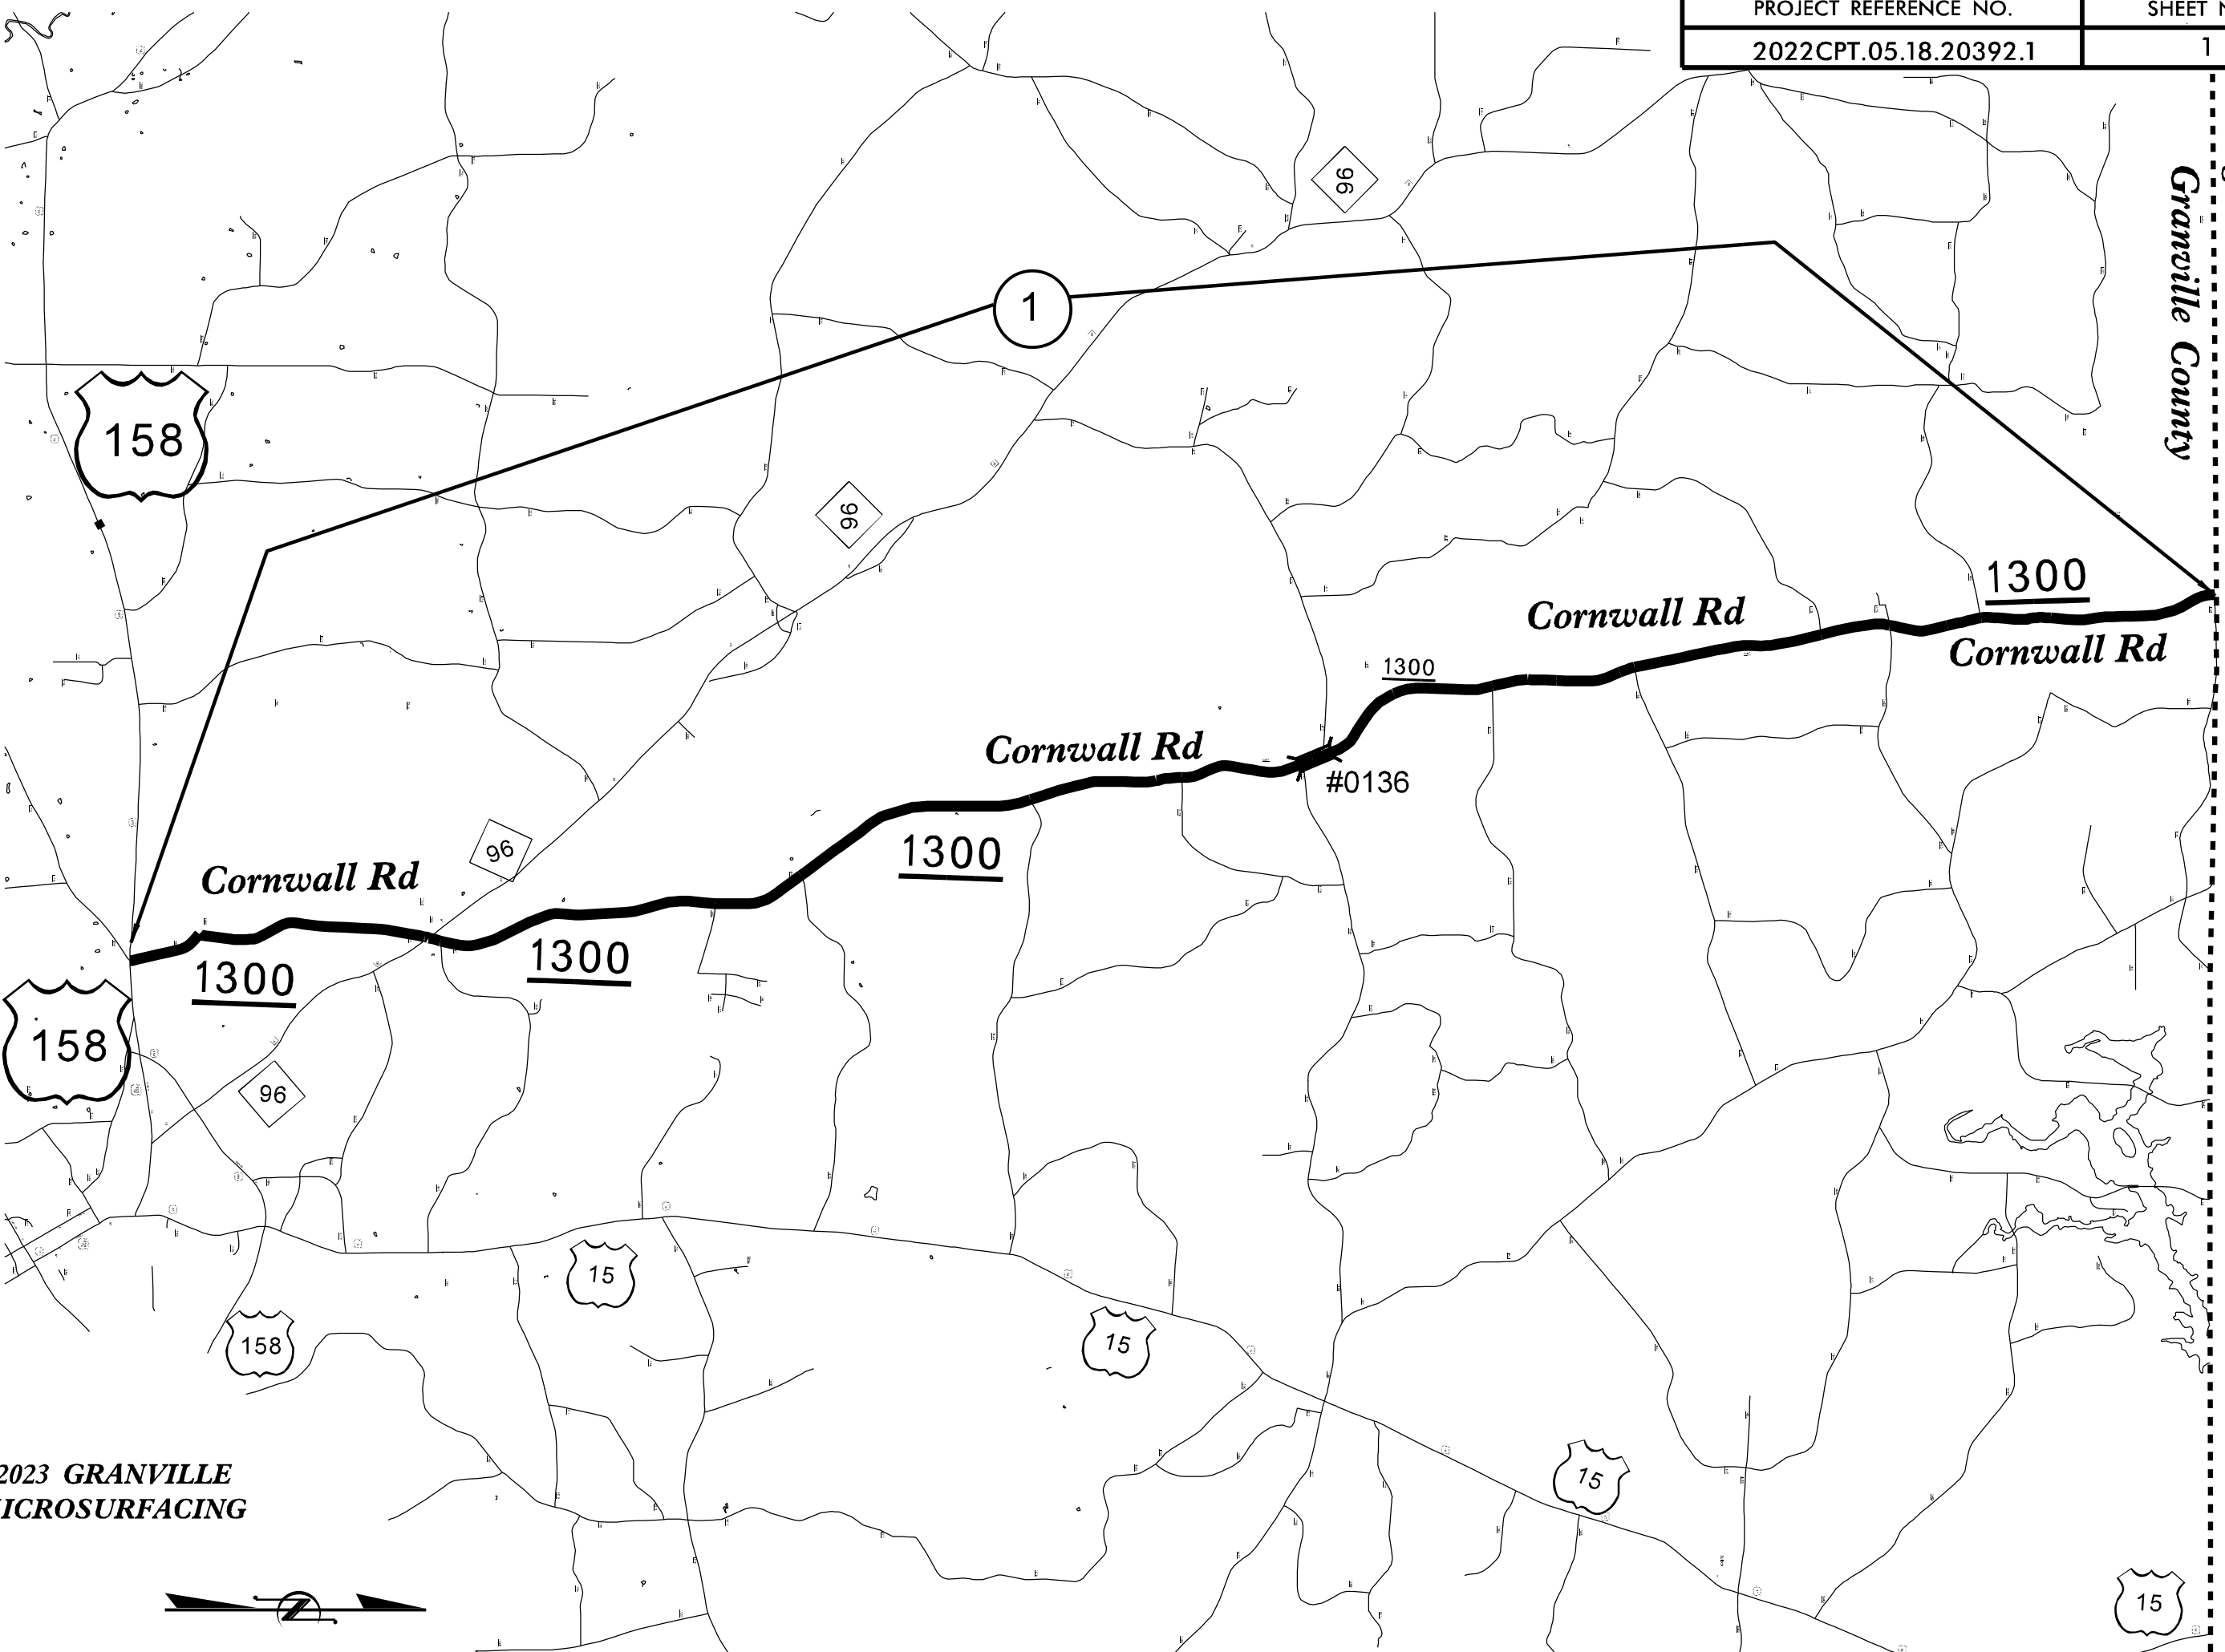 PROJECT REFERENCE NO.
SHEET N
2022CPT.05.18.20392.1
1
Granville County
96
1
158
96
1300
Cornwall Rd
Cornwall Rd
1300
Cornwall Rd
#0136
96
1300
Cornwall Rd
1300
1300
158
96
15
158
15
15
15
2023 GRANVILLE
MICROSURFACING